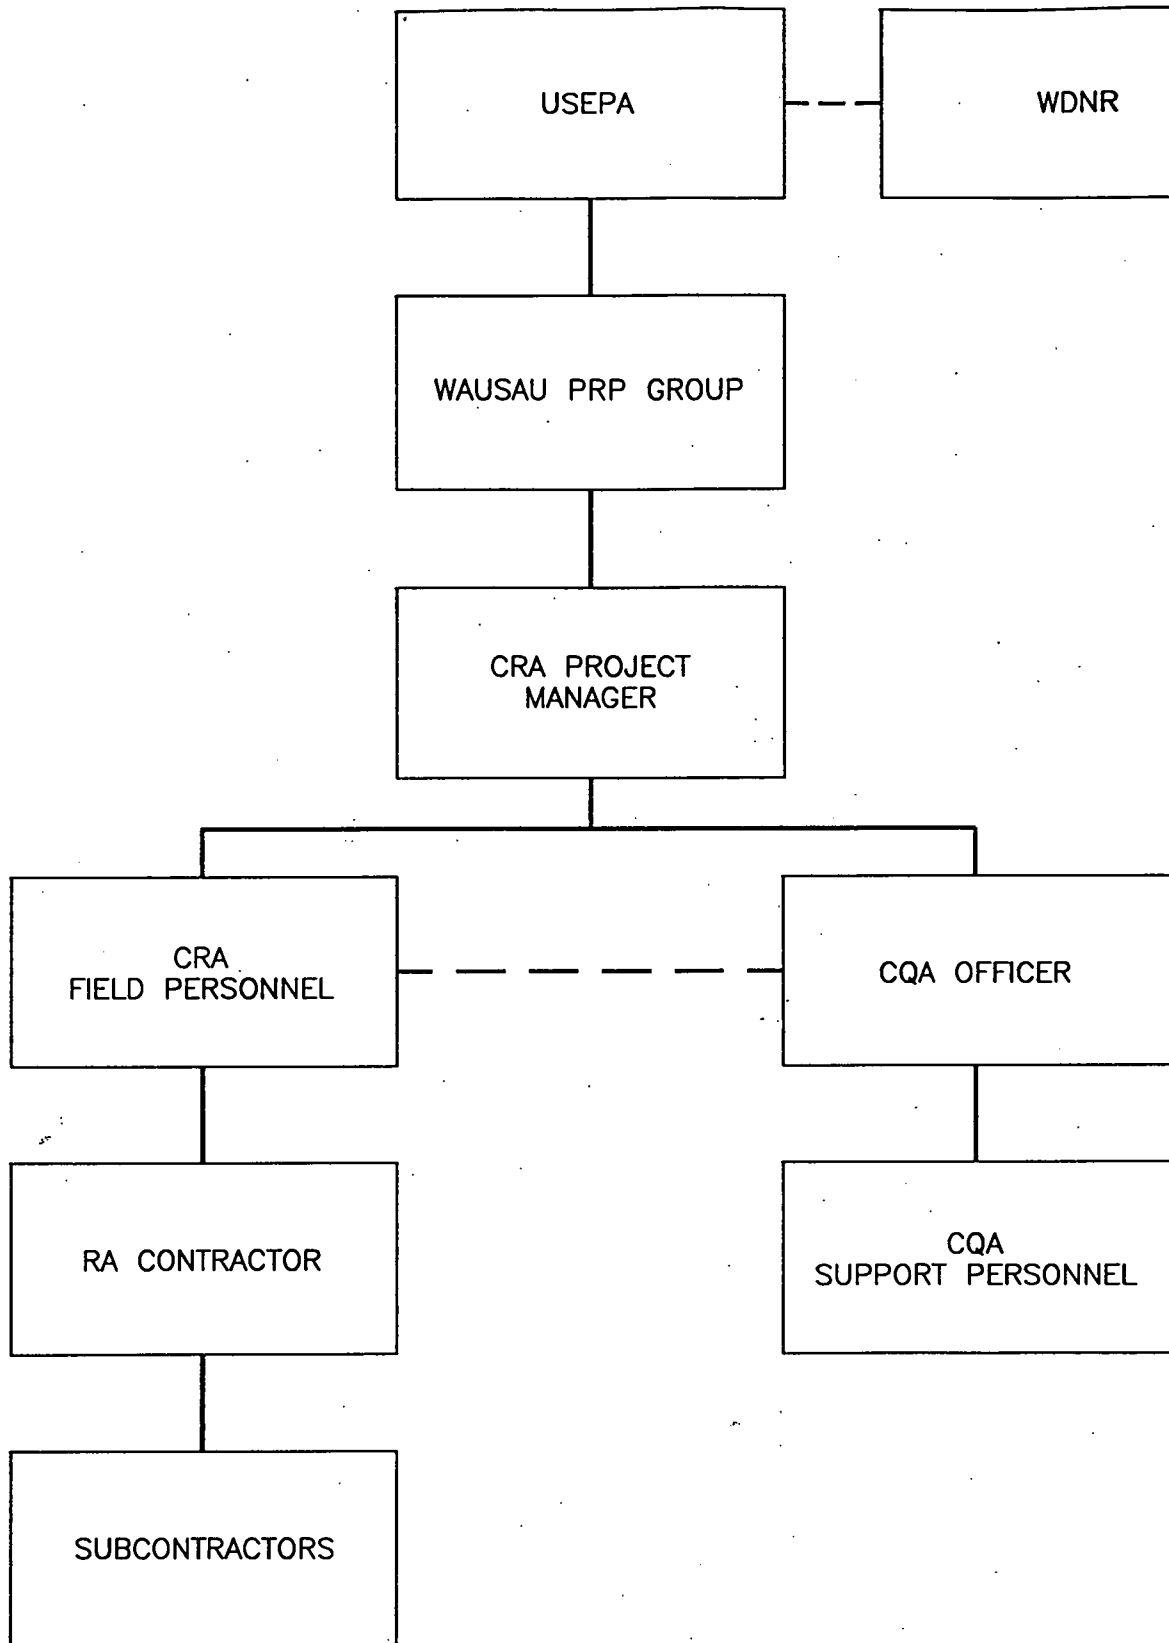 USEPA
WDNR
WAUSAU PRP GROUP
CRA PROJECT
MANAGER
CRA
FIELD PERSONNEL
CQA OFFICER
RA CONTRACTOR
CQA
SUPPORT PERSONNEL
SUBCONTRACTORS